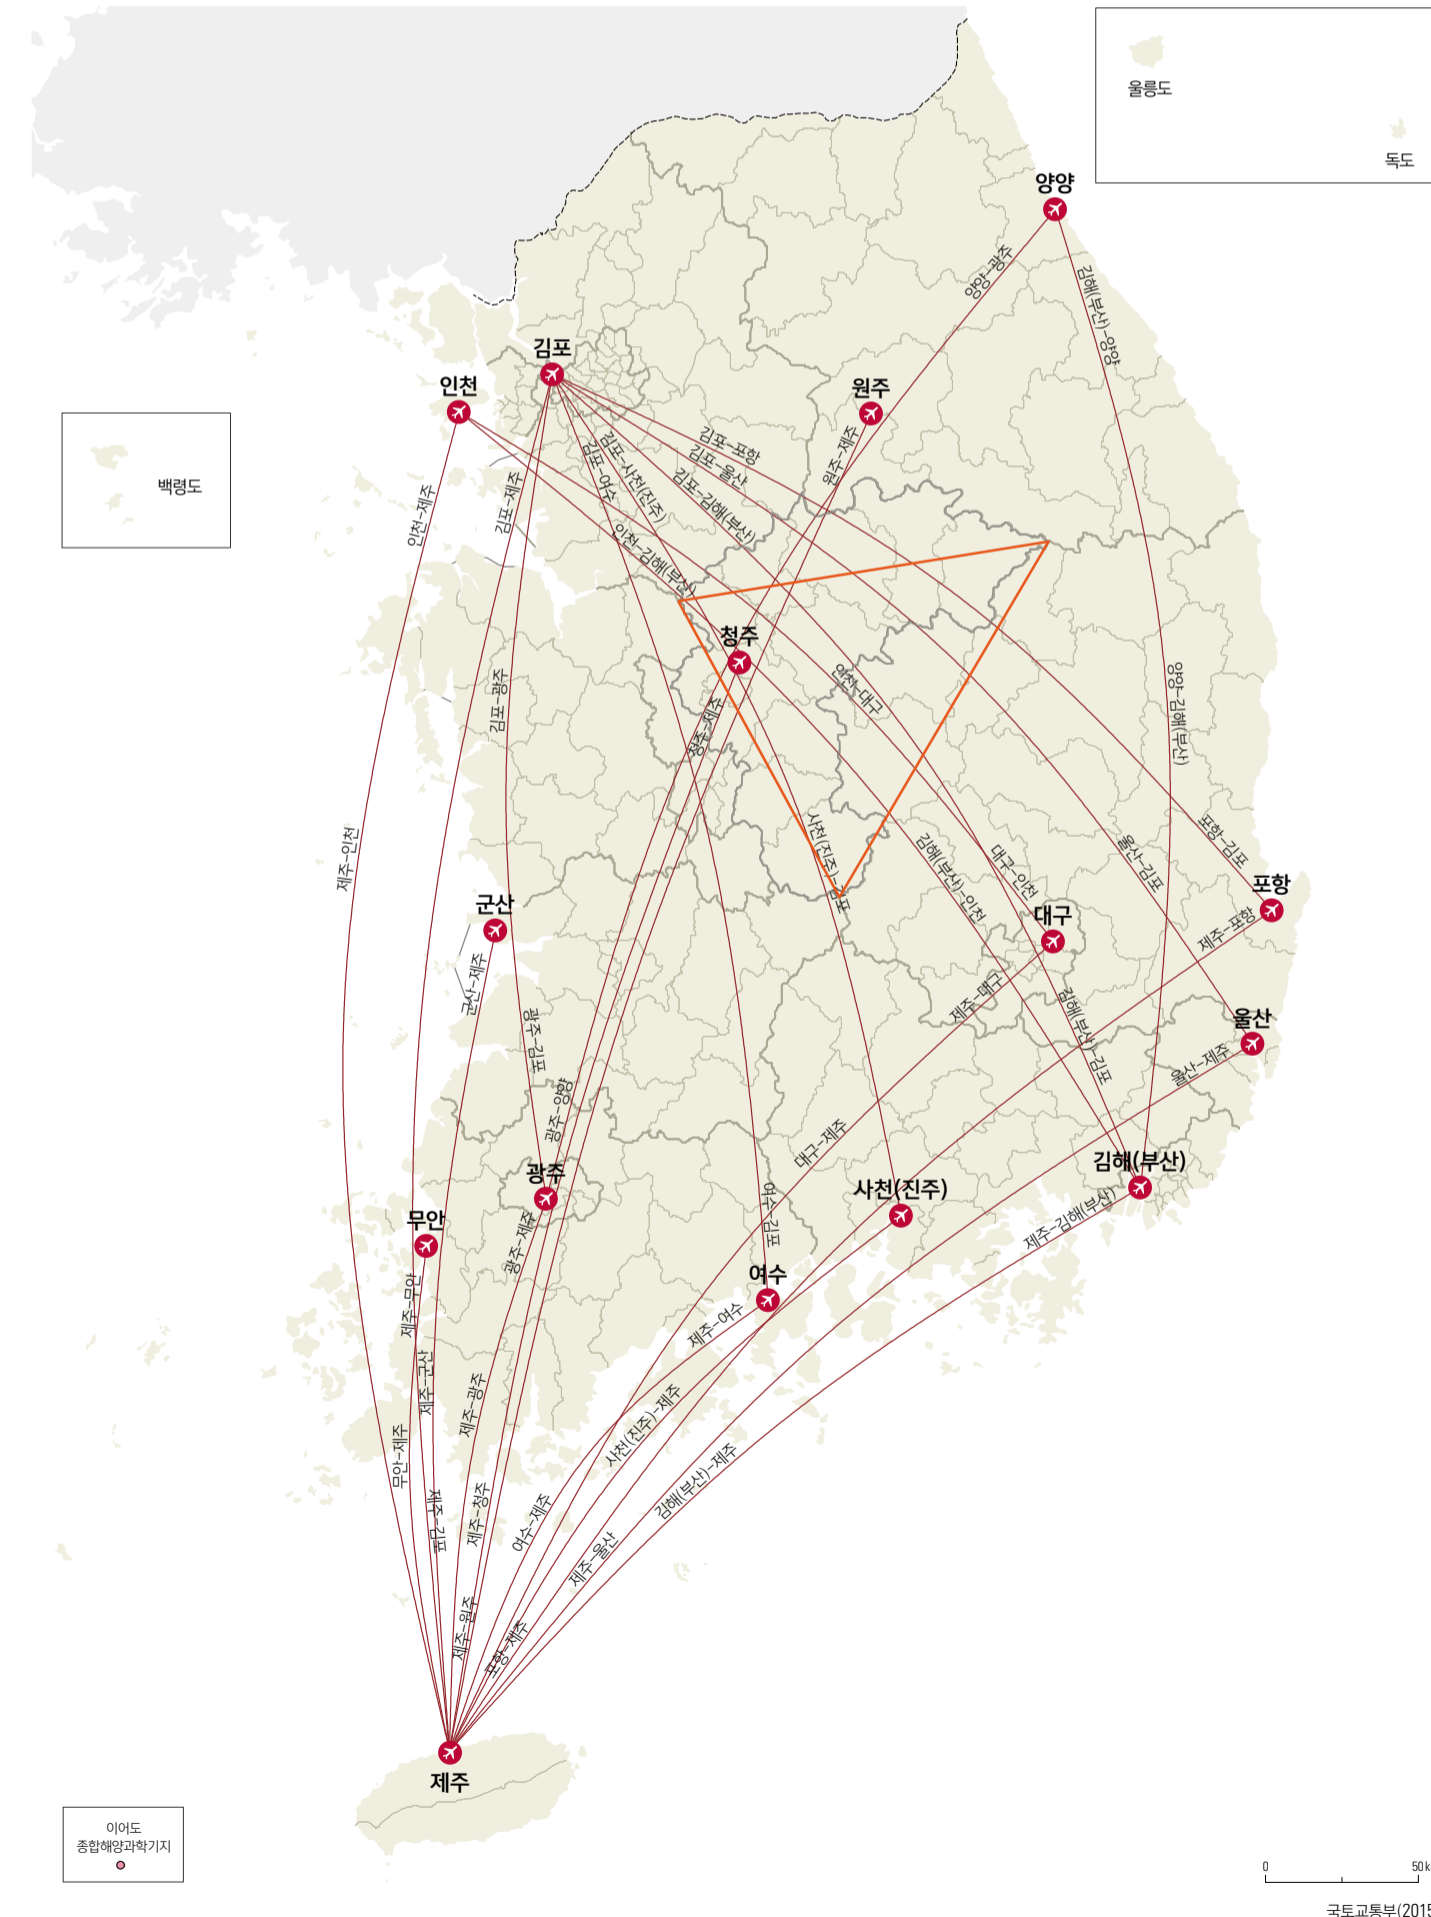 울릉도
독도
양양
양양-광주
김해(부산)-양양
김포
인천
원주
백령도
김포-포항
김포-울산
김포-김해(부산)
김포-사천(진주)
김포-여수
원주-제주
인천-제주
김포-제주
인천-김해(부산)
청주
인천-대구
김포-광주
청주-제주
양양-김해(부산)
제주-인천
사천(진주)-김포
김해(부산)-인천
대구-인천
울산-김포
포항-김포
포항
군산
대구
제주-포항
군산-제주
제주-대구
김해(부산)-김포
울산
광주-김포
울산-제주
광주-양양
대구-제주
광주
김해(부산)
사천(진주)
무안
광주-제주
여수-김포
제주-김해(부산)
여수
제주-무안
제주-여수
제주-군산
제주-광주
사천(진주)-제주
무안-제주
제주-김포
제주-청주
여수-제주
김해(부산)-제주
제주-울산
제주-원주
포항-제주
제주
이어도
종합해양과학기지
0
50 k
국토교통부(2015